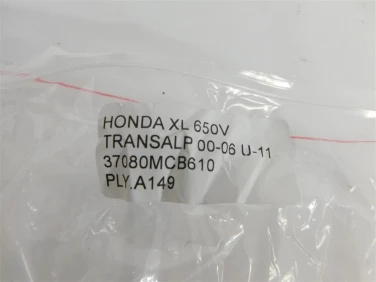 HONDA XL 650V
TRANSALP 00-06 U-11
37080MCB610
PLY.A149